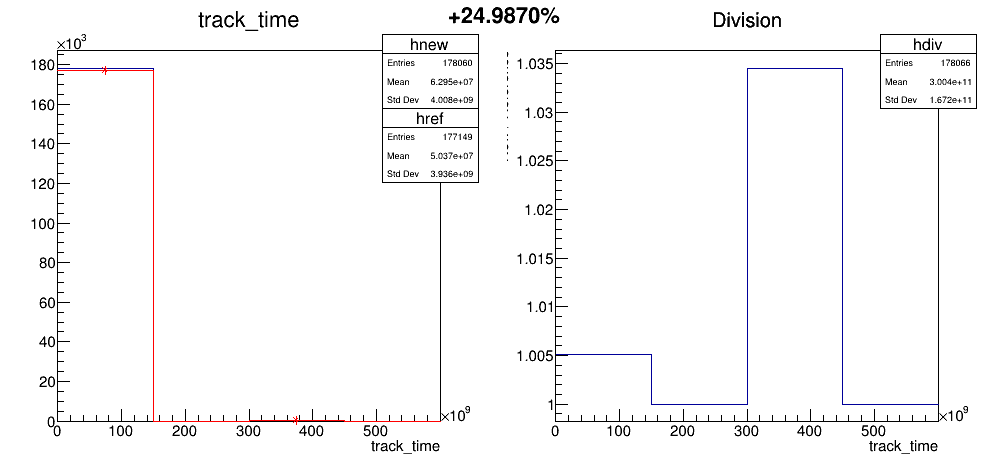 track_time
+24.9870%
Division
×10³
hnew
Entries 178060
Mean 6.295e+07
Std Dev 4.008e+09
href
Entries 177149
Mean 5.037e+07
Std Dev 3.936e+09
180
160
140
120
100
80
60
40
20
0
0 100 200 300 400 500
×10⁹
track_time
hdiv
Entries 178066
Mean 3.004e+11
Std Dev 1.672e+11
1.035
1.03
1.025
1.02
1.015
1.01
1.005
1
0 100 200 300 400 500
×10⁹
track_time